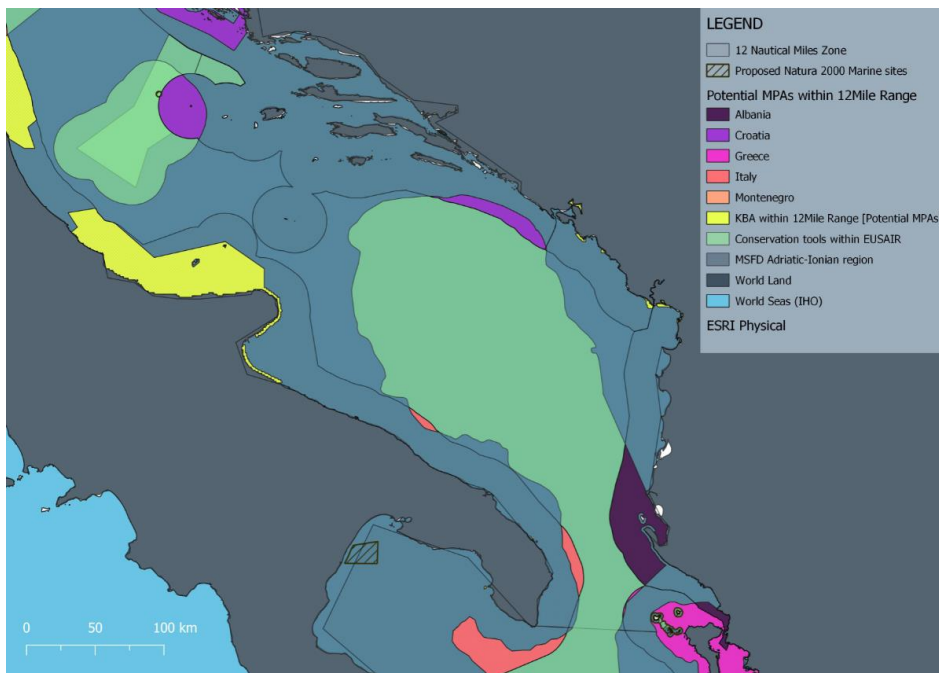 LEGEND
12 Nautical Miles Zone
Proposed Natura 2000 Marine sites
Potential MPAs within 12Mile Range
Albania
Croatia
Greece
Italy
Montenegro
KBA within 12Mile Range [Potential MPAs
Conservation tools within EUSAIR
MSFD Adriatic-Ionian region
World Land
World Seas (IHO)
ESRI Physical
0 50 100 km